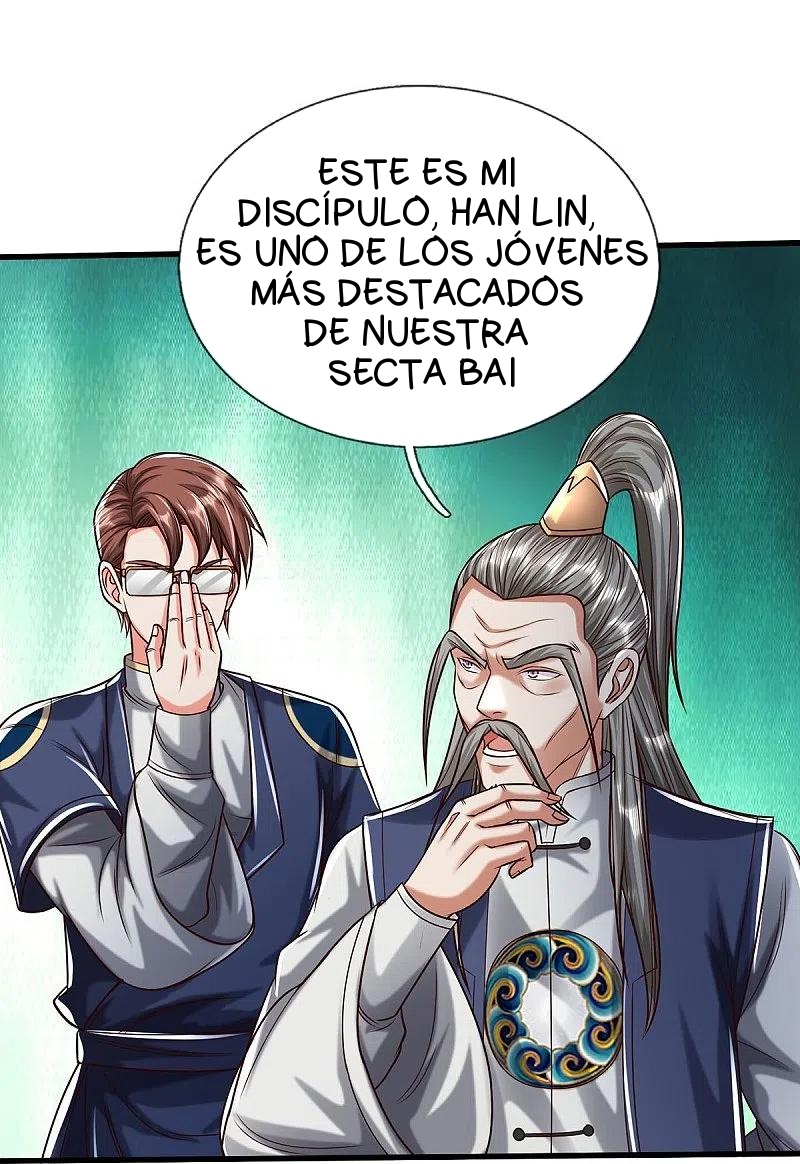 ESTE ES MI
DISCÍPULO, HAN LIN,
ES UNO DE LOS JÓVENES
MÁS DESTACADOS
DE NUESTRA
SECTA BAI